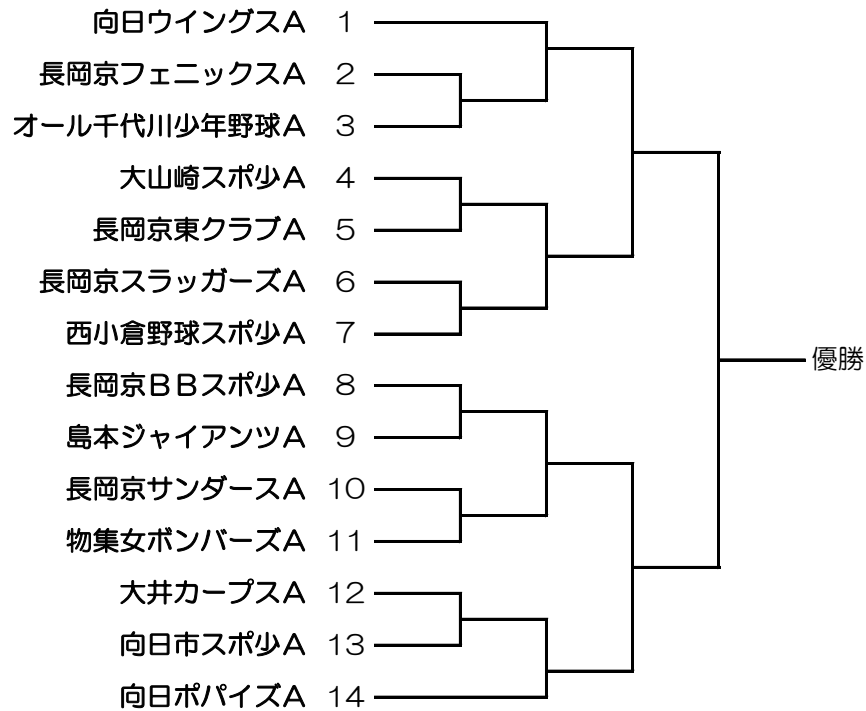 向日ウイングスA 1
長岡京フェニックスA 2
オール千代川少年野球A 3
大山崎スポ少A 4
長岡京東クラブA 5
長岡京スラッガーズA 6
西小倉野球スポ少A 7
優勝
長岡京BBスポ少A 8
島本ジャイアンツA 9
長岡京サンダースA 10
物集女ボンバーズA 11
大井カープスA 12
向日市スポ少A 13
向日ポパイズA 14